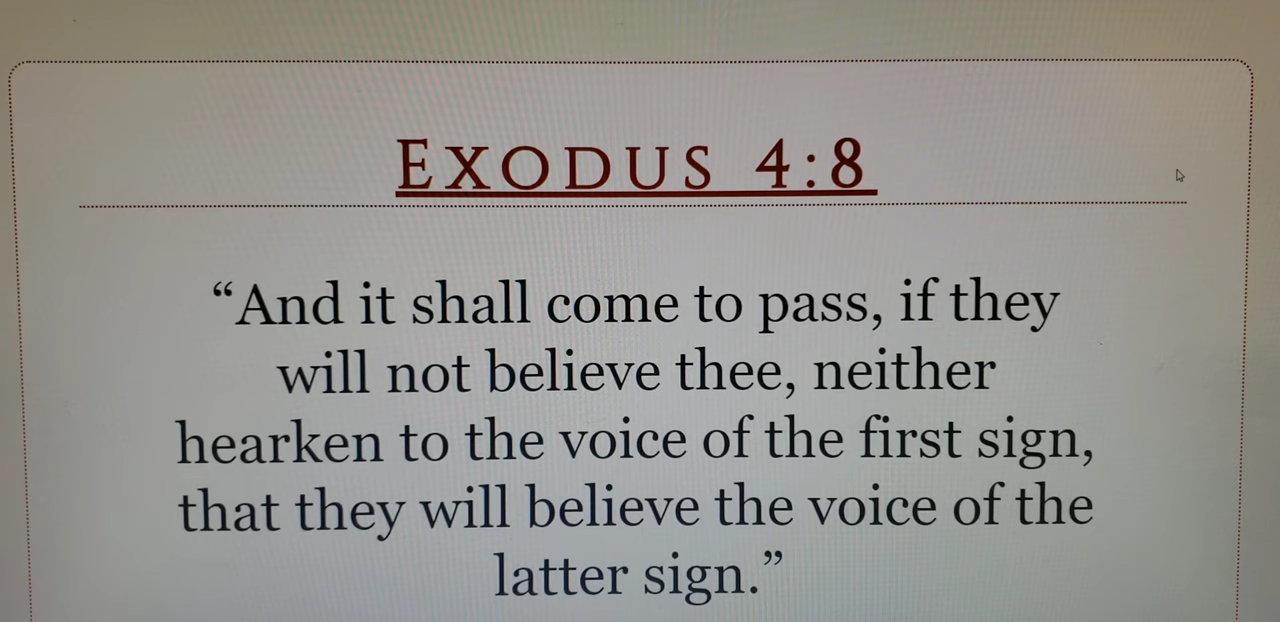 EXODUS 4:8
“And it shall come to pass, if they
will not believe thee, neither
hearken to the voice of the first sign,
that they will believe the voice of the
latter sign.”